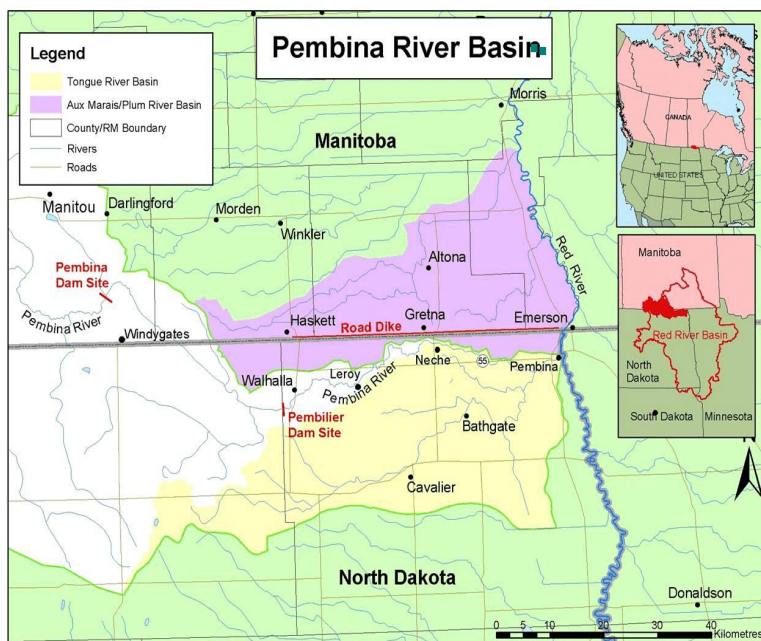 Pembina River Basin
Legend
Tongue River Basin
Aux Marais/Plum River Basin
County/RM Boundary
Rivers
Roads
Manitoba
Morris
Manitou
Darlingford
Morden
Winkler
Altona
Red River
Pembina
Dam Site
Pembina River
Windygates
Haskett
Road Dike
Gretna
Emerson
Walhalla
Leroy
Pembina River
Neche
55
Pembina
Pembilier
Dam Site
Bathgate
Cavalier
North Dakota
Donaldson
0 5 10 20 30 40
Kilometres
CANADA
UNITED STATES
Manitoba
Red River Basin
North
Dakota
South Dakota
Minnesota
N